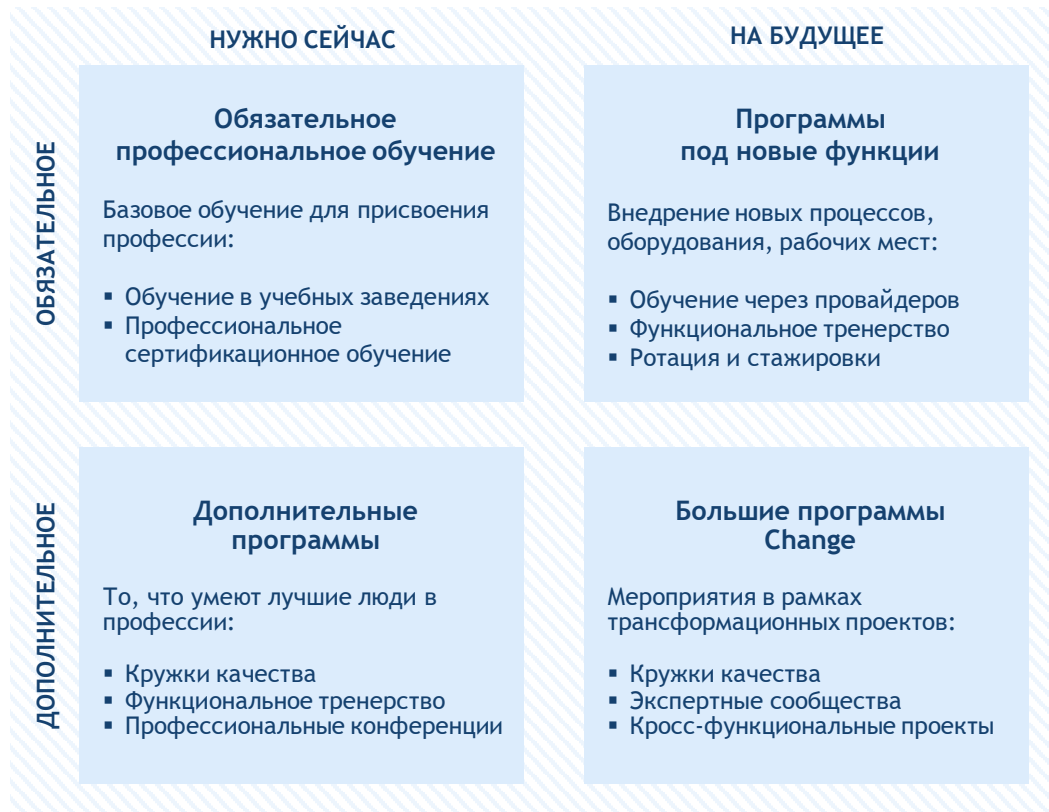 НУЖНО СЕЙЧАС
НА БУДУЩЕЕ
ОБЯЗАТЕЛЬНОЕ
Обязательное
профессиональное обучение
Базовое обучение для присвоения
профессии:
▪ Обучение в учебных заведениях
▪ Профессиональное
сертификационное обучение
Программы
под новые функции
Внедрение новых процессов,
оборудования, рабочих мест:
▪ Обучение через провайдеров
▪ Функциональное тренерство
▪ Ротация и стажировки
ДОПОЛНИТЕЛЬНОЕ
Дополнительные
программы
То, что умеют лучшие люди в
профессии:
▪ Кружки качества
▪ Функциональное тренерство
▪ Профессиональные конференции
Большие программы
Change
Мероприятия в рамках
трансформационных проектов:
▪ Кружки качества
▪ Экспертные сообщества
▪ Кросс-функциональные проекты